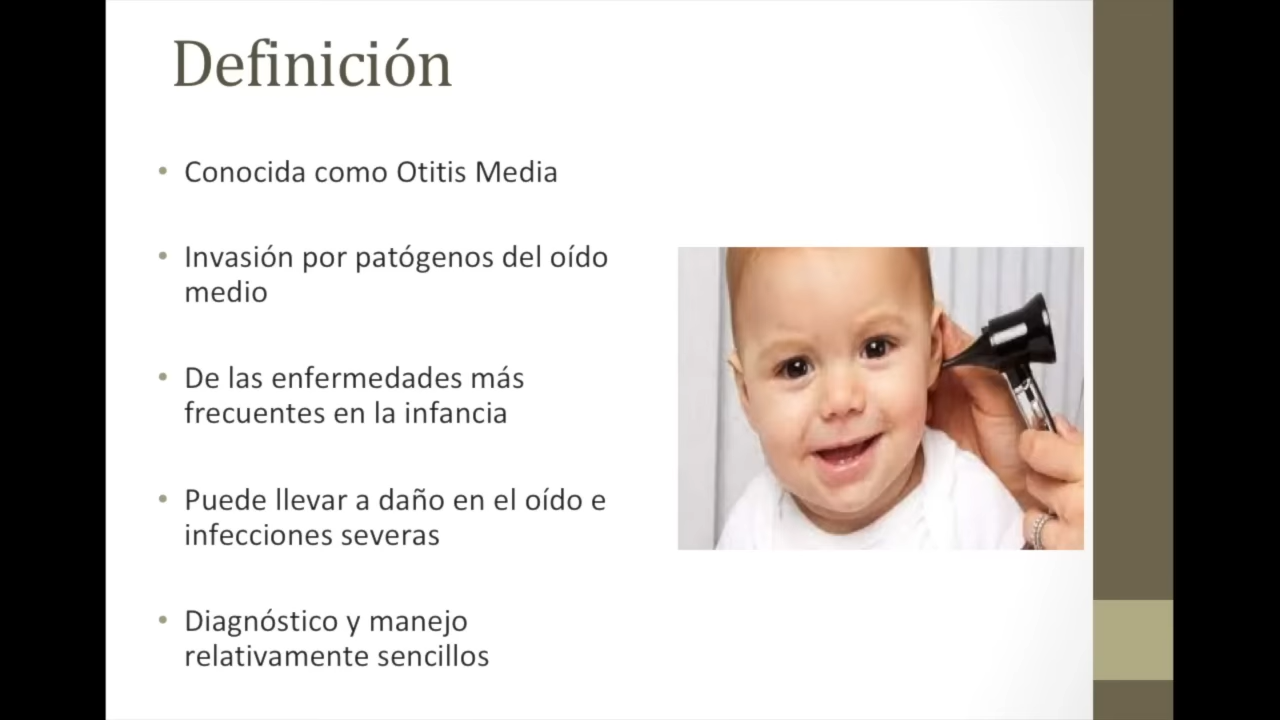 Definición
• Conocida como Otitis Media
• Invasión por patógenos del oído
medio
• De las enfermedades más
frecuentes en la infancia
• Puede llevar a daño en el oído e
infecciones severas
• Diagnóstico y manejo
relativamente sencillos